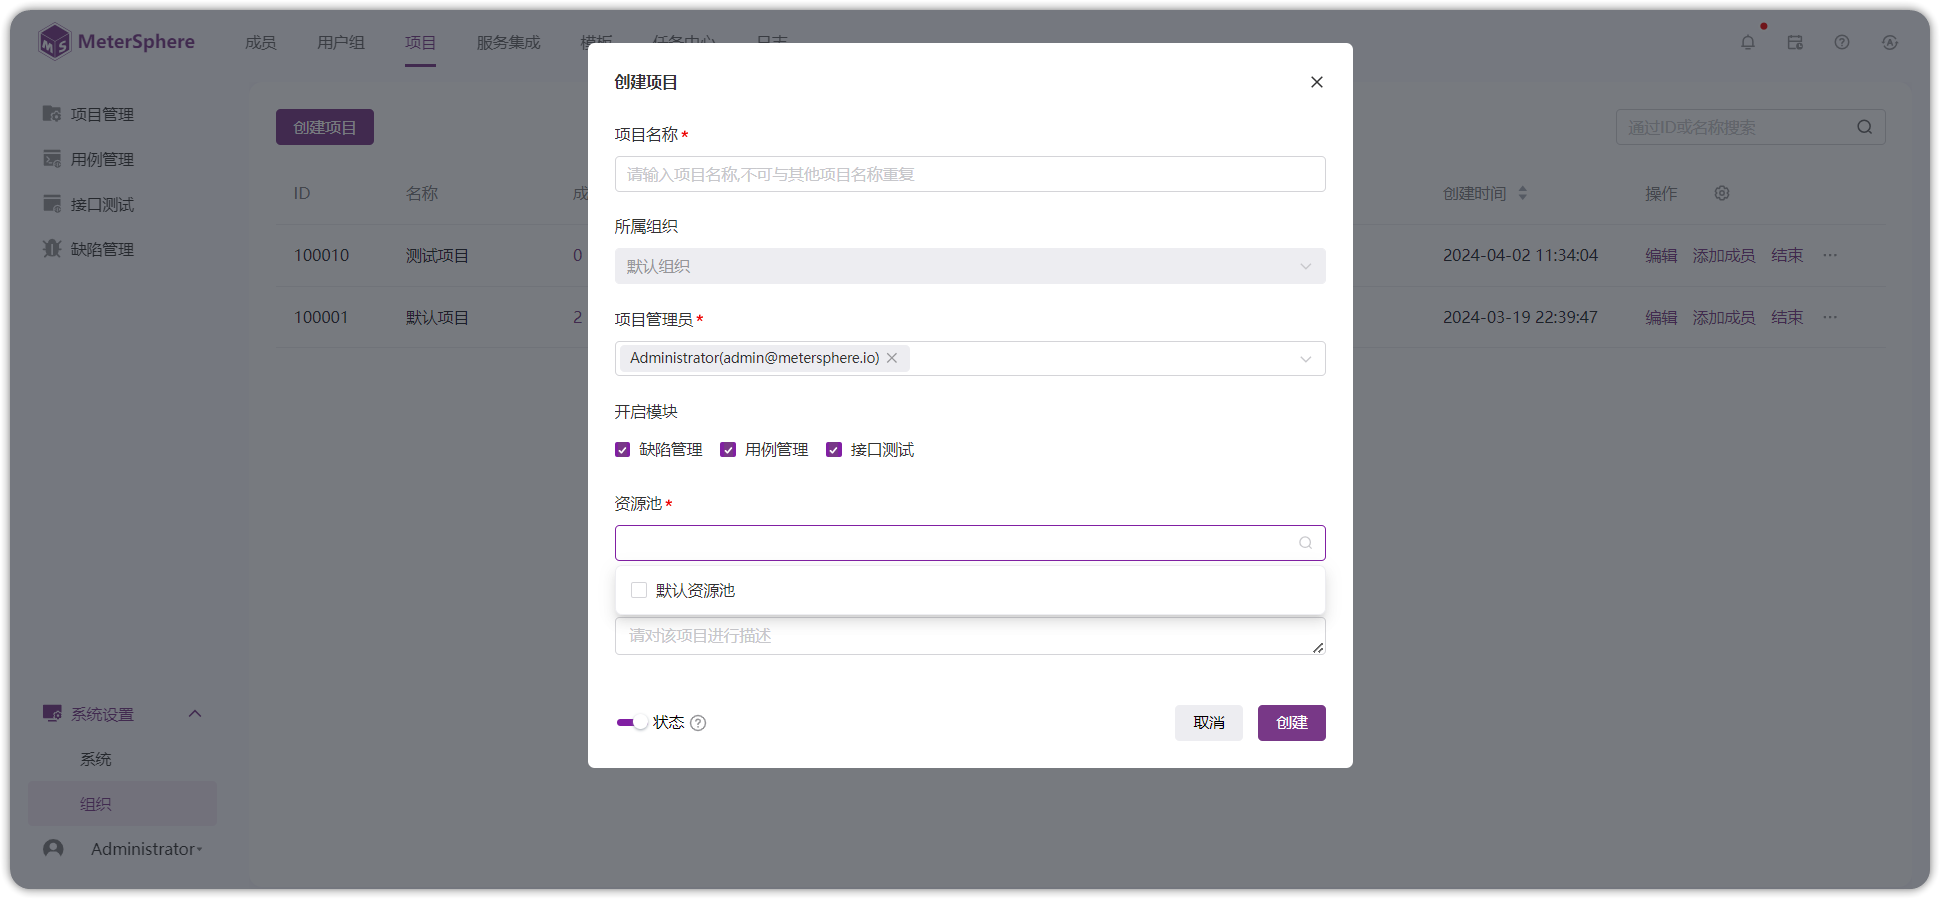 MeterSphere
成员
用户组
项目
服务集成
模板
任务中心
日志
项目管理
用例管理
接口测试
缺陷管理
创建项目
通过ID或名称搜索
ID
名称
成
创建时间
操作
100010
测试项目
0
2024-04-02 11:34:04
编辑 添加成员 结束 ···
100001
默认项目
2
2024-03-19 22:39:47
编辑 添加成员 结束 ···
创建项目
项目名称*
请输入项目名称,不可与其他项目名称重复
所属组织
默认组织
项目管理员*
Administrator(admin@metersphere.io)
开启模块
缺陷管理 用例管理 接口测试
资源池*
默认资源池
请对该项目进行描述
状态
取消
创建
系统设置
系统
组织
Administrator